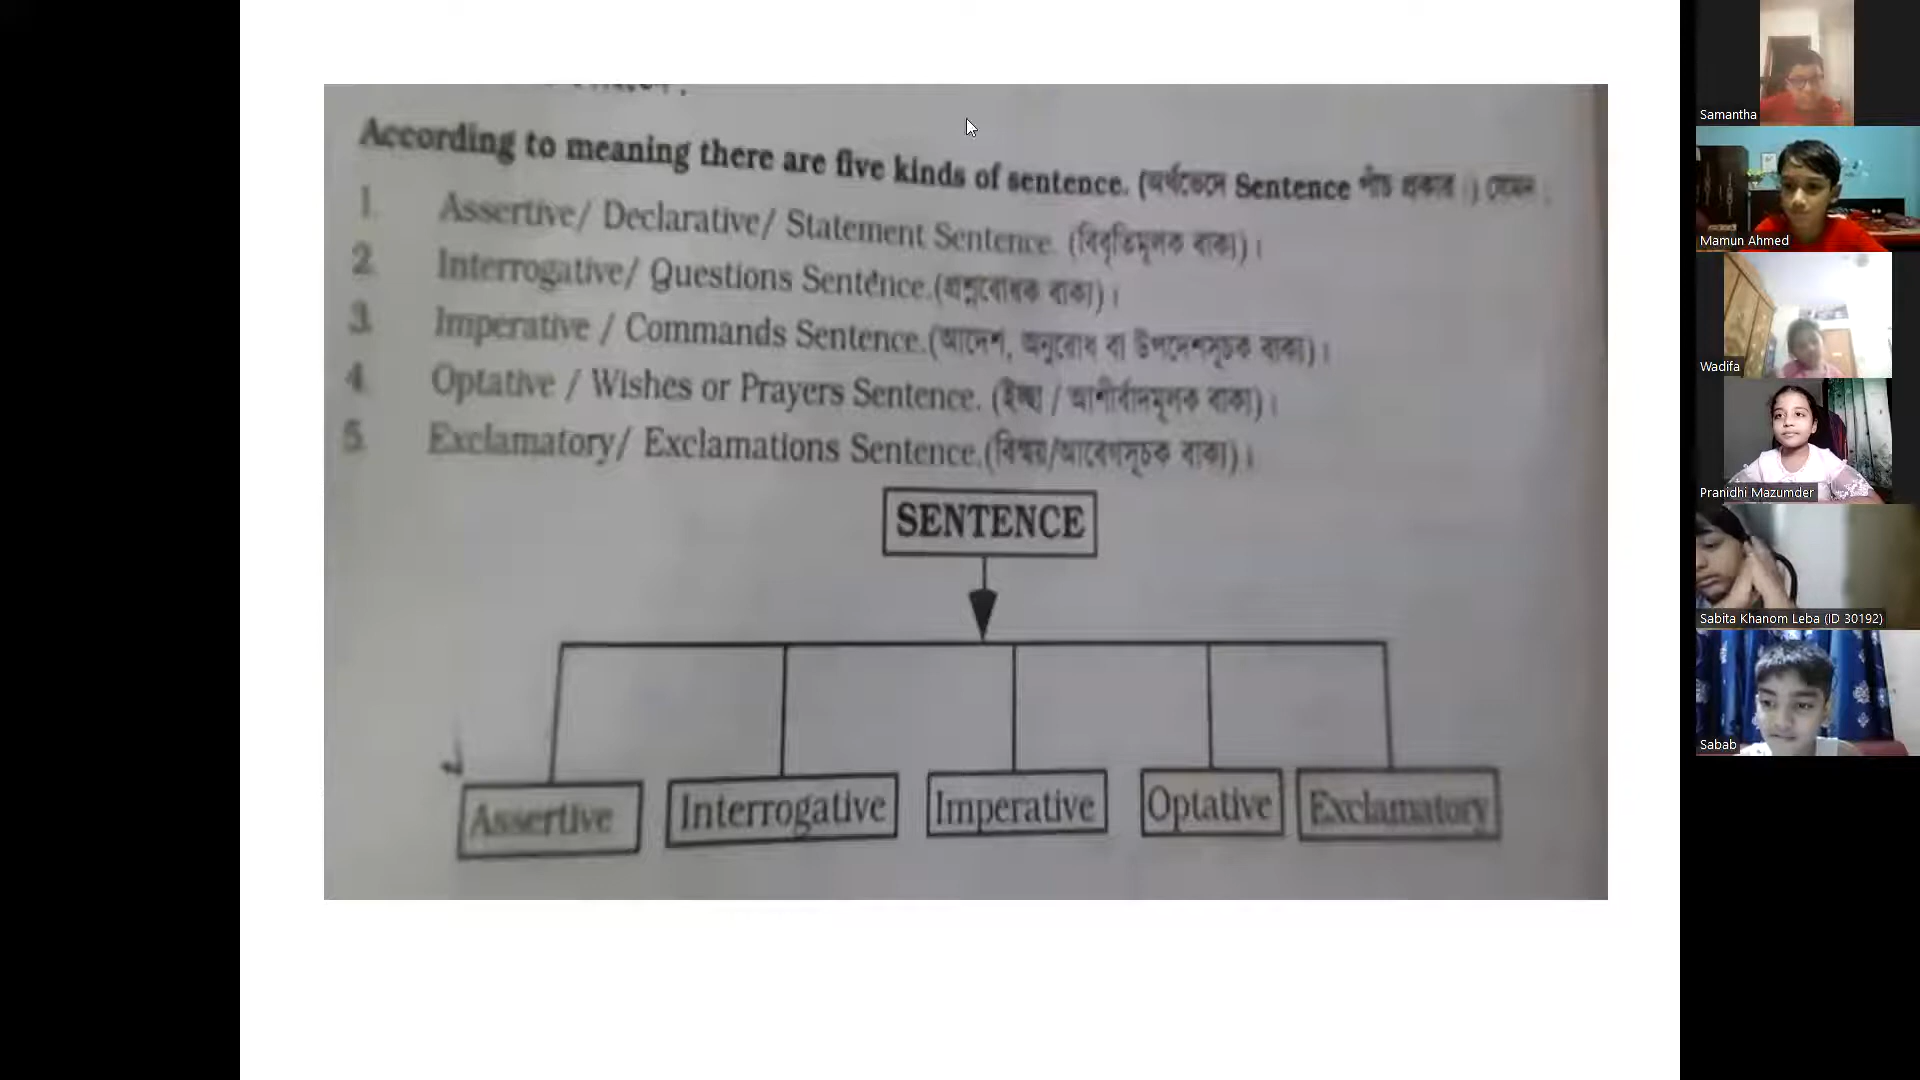 According to meaning there are five kinds of sentence. (অর্থভেদে Sentence পাঁচ প্রকার।) যেমন :
1. Assertive/ Declarative/ Statement Sentence. (বিবৃতিমূলক বাক্য)।
2. Interrogative/ Questions Sentence.(প্রশ্নবোধক বাক্য)।
3. Imperative / Commands Sentence.(আদেশ, অনুরোধ বা উপদেশসূচক বাক্য)।
4. Optative / Wishes or Prayers Sentence. (ইচ্ছা / আশীর্বাদমূলক বাক্য)।
5. Exclamatory/ Exclamations Sentence.(বিস্ময়/আবেগসূচক বাক্য)।
SENTENCE
Assertive Interrogative Imperative Optative Exclamatory
Samantha
Mamun Ahmed
Wadifa
Pranidhi Mazumder
Sabita Khanom Leba (ID 30192)
Sabab